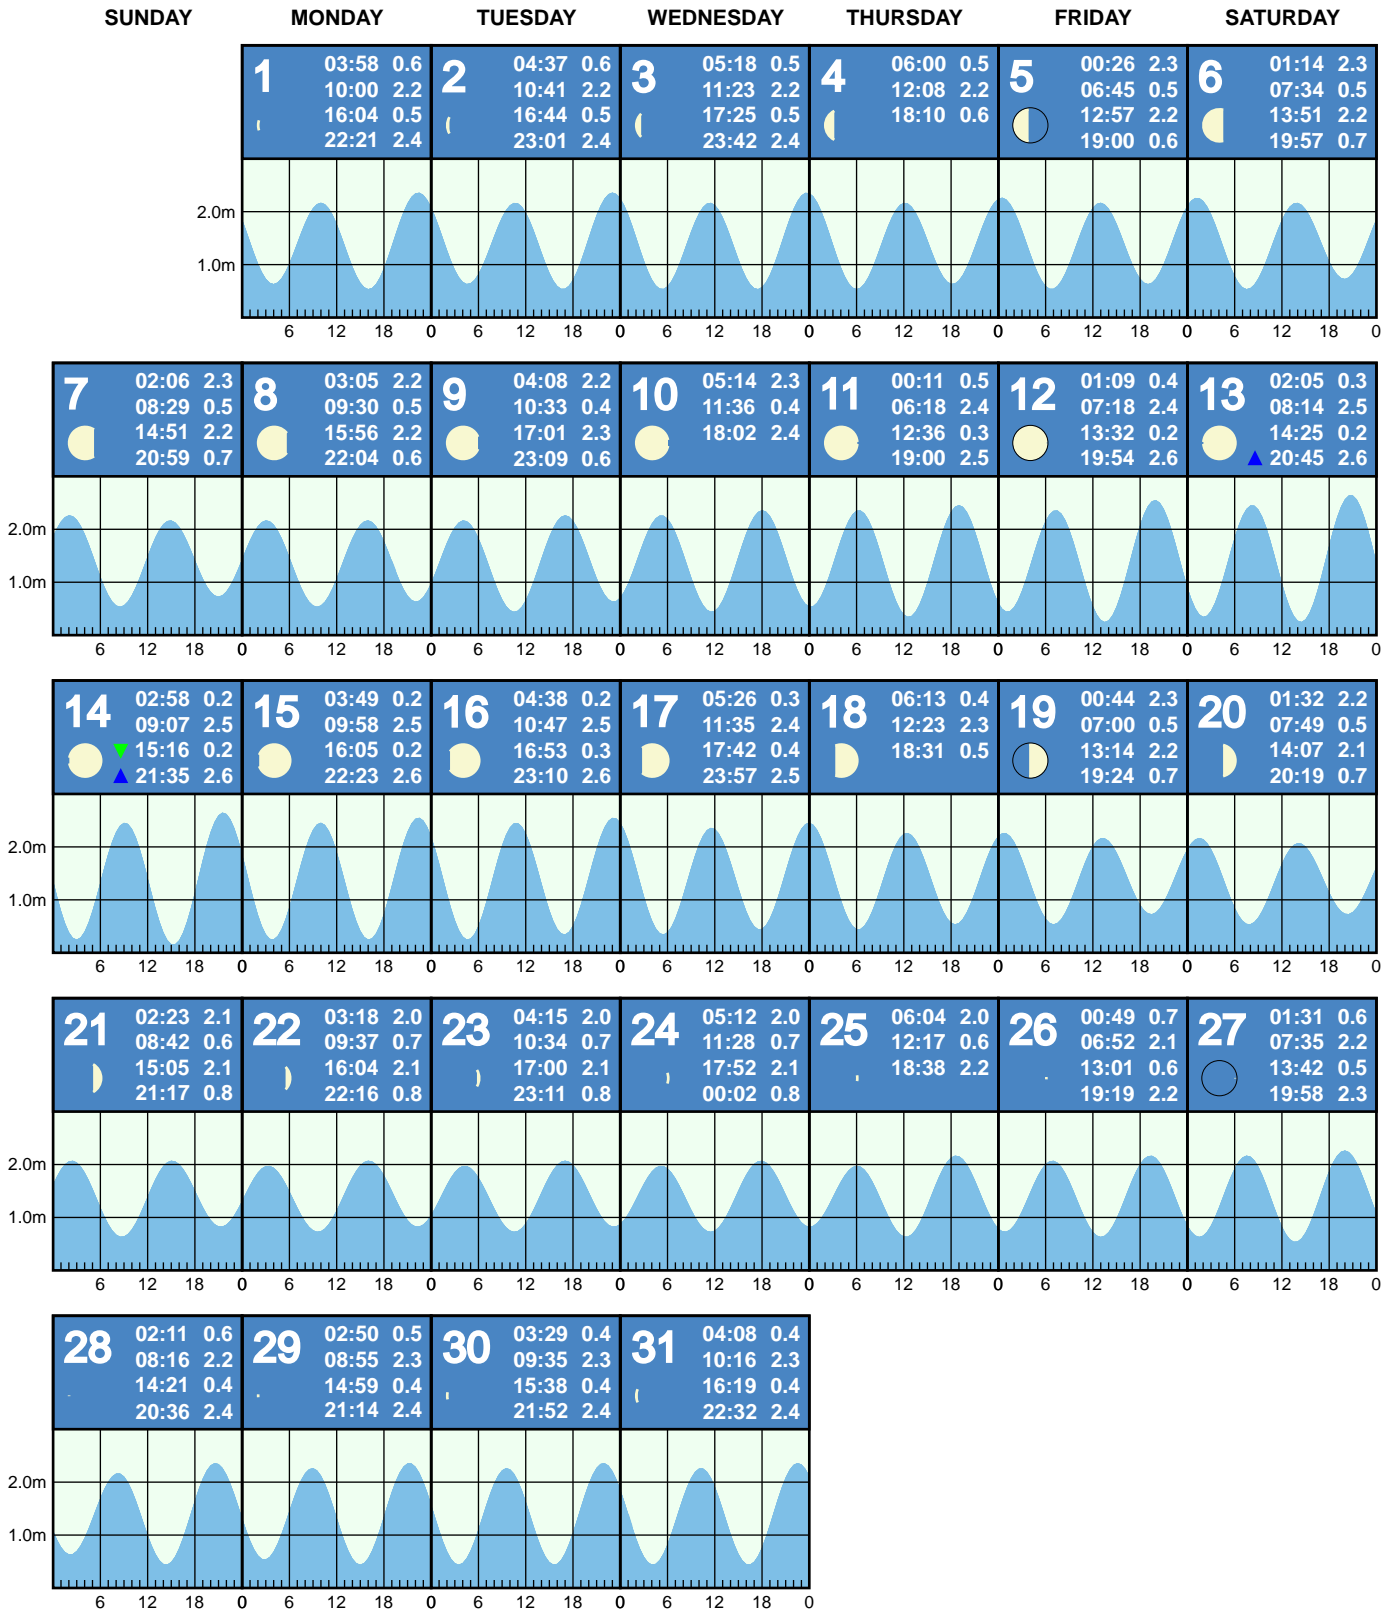 SUNDAY MONDAY TUESDAY WEDNESDAY THURSDAY FRIDAY SATURDAY
1 03:58 0.6 10:00 2.2 16:04 0.5 22:21 2.4
2 04:37 0.6 10:41 2.2 16:44 0.5 23:01 2.4
3 05:18 0.5 11:23 2.2 17:25 0.5 23:42 2.4
4 06:00 0.5 12:08 2.2 18:10 0.6
5 00:26 2.3 06:45 0.5 12:57 2.2 19:00 0.6
6 01:14 2.3 07:34 0.5 13:51 2.2 19:57 0.7
2.0m
1.0m
6 12 18 0 6 12 18 0 6 12 18 0 6 12 18 0 6 12 18 0 6 12 18 0
7 02:06 2.3 08:29 0.5 14:51 2.2 20:59 0.7
8 03:05 2.2 09:30 0.5 15:56 2.2 22:04 0.6
9 04:08 2.2 10:33 0.4 17:01 2.3 23:09 0.6
10 05:14 2.3 11:36 0.4 18:02 2.4
11 00:11 0.5 06:18 2.4 12:36 0.3 19:00 2.5
12 01:09 0.4 07:18 2.4 13:32 0.2 19:54 2.6
13 02:05 0.3 08:14 2.5 14:25 0.2 20:45 2.6
2.0m
1.0m
6 12 18 0 6 12 18 0 6 12 18 0 6 12 18 0 6 12 18 0 6 12 18 0 6 12 18 0
14 02:58 0.2 09:07 2.5 15:16 0.2 21:35 2.6
15 03:49 0.2 09:58 2.5 16:05 0.2 22:23 2.6
16 04:38 0.2 10:47 2.5 16:53 0.3 23:10 2.6
17 05:26 0.3 11:35 2.4 17:42 0.4 23:57 2.5
18 06:13 0.4 12:23 2.3 18:31 0.5
19 00:44 2.3 07:00 0.5 13:14 2.2 19:24 0.7
20 01:32 2.2 07:49 0.5 14:07 2.1 20:19 0.7
2.0m
1.0m
6 12 18 0 6 12 18 0 6 12 18 0 6 12 18 0 6 12 18 0 6 12 18 0 6 12 18 0
21 02:23 2.1 08:42 0.6 15:05 2.1 21:17 0.8
22 03:18 2.0 09:37 0.7 16:04 2.1 22:16 0.8
23 04:15 2.0 10:34 0.7 17:00 2.1 23:11 0.8
24 05:12 2.0 11:28 0.7 17:52 2.1 00:02 0.8
25 06:04 2.0 12:17 0.6 18:38 2.2
26 00:49 0.7 06:52 2.1 13:01 0.6 19:19 2.2
27 01:31 0.6 07:35 2.2 13:42 0.5 19:58 2.3
2.0m
1.0m
6 12 18 0 6 12 18 0 6 12 18 0 6 12 18 0 6 12 18 0 6 12 18 0 6 12 18 0
28 02:11 0.6 08:16 2.2 14:21 0.4 20:36 2.4
29 02:50 0.5 08:55 2.3 14:59 0.4 21:14 2.4
30 03:29 0.4 09:35 2.3 15:38 0.4 21:52 2.4
31 04:08 0.4 10:16 2.3 16:19 0.4 22:32 2.4
2.0m
1.0m
6 12 18 0 6 12 18 0 6 12 18 0 6 12 18 0